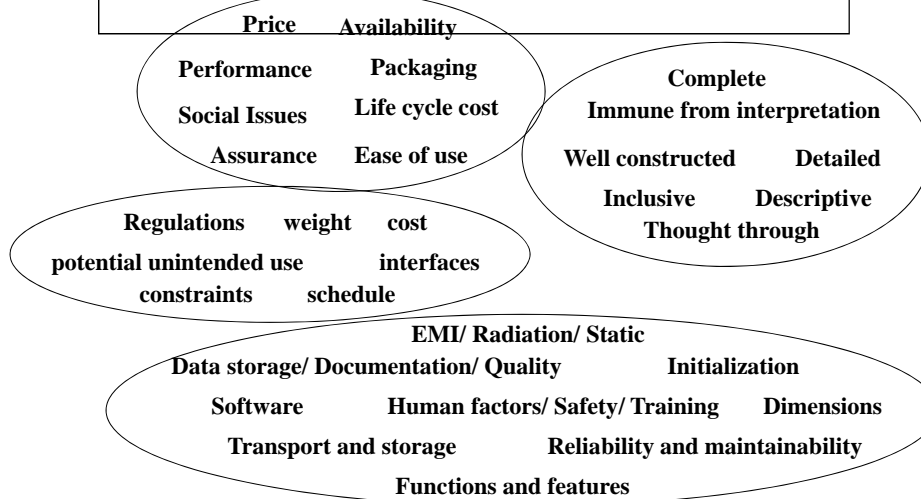 Price Availability
Performance Packaging
Social Issues Life cycle cost
Assurance Ease of use
Complete
Immune from interpretation
Well constructed Detailed
Inclusive Descriptive
Thought through
Regulations weight cost
potential unintended use interfaces
constraints schedule
EMI/ Radiation/ Static
Data storage/ Documentation/ Quality Initialization
Software Human factors/ Safety/ Training Dimensions
Transport and storage Reliability and maintainability
Functions and features